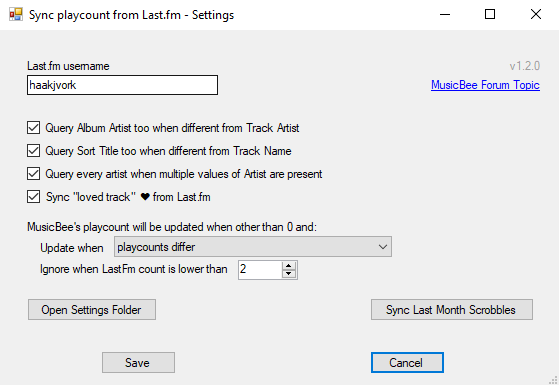 Sync playcount from Last.fm - Settings
Last.fm username
v1.2.0
haakjvork
MusicBee Forum Topic
Query Album Artist too when different from Track Artist
Query Sort Title too when different from Track Name
Query every artist when multiple values of Artist are present
Sync "loved track" ❤ from Last.fm
MusicBee's playcount will be updated when other than 0 and:
Update when playcounts differ
Ignore when LastFm count is lower than 2
Open Settings Folder
Sync Last Month Scrobbles
Save
Cancel